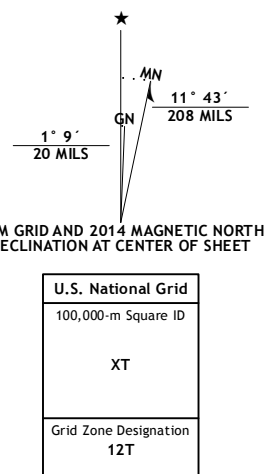 MN
GN
11° 43´
208 MILS
1° 9´
20 MILS
M GRID AND 2014 MAGNETIC NORTH
ECLINATION AT CENTER OF SHEET
U.S. National Grid
100,000-m Square ID
XT
Grid Zone Designation
12T